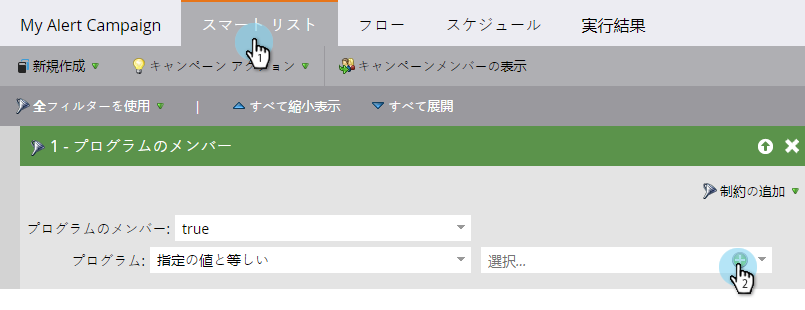 My Alert Campaign スマート リスト フロー スケジュール 実行結果
1
新規作成 キャンペーン アクション キャンペーンメンバーの表示
全フィルターを使用 | すべて縮小表示 すべて展開
1 - プログラムのメンバー
制約の追加
プログラムのメンバー: true
プログラム: 指定の値と等しい 選択...
2